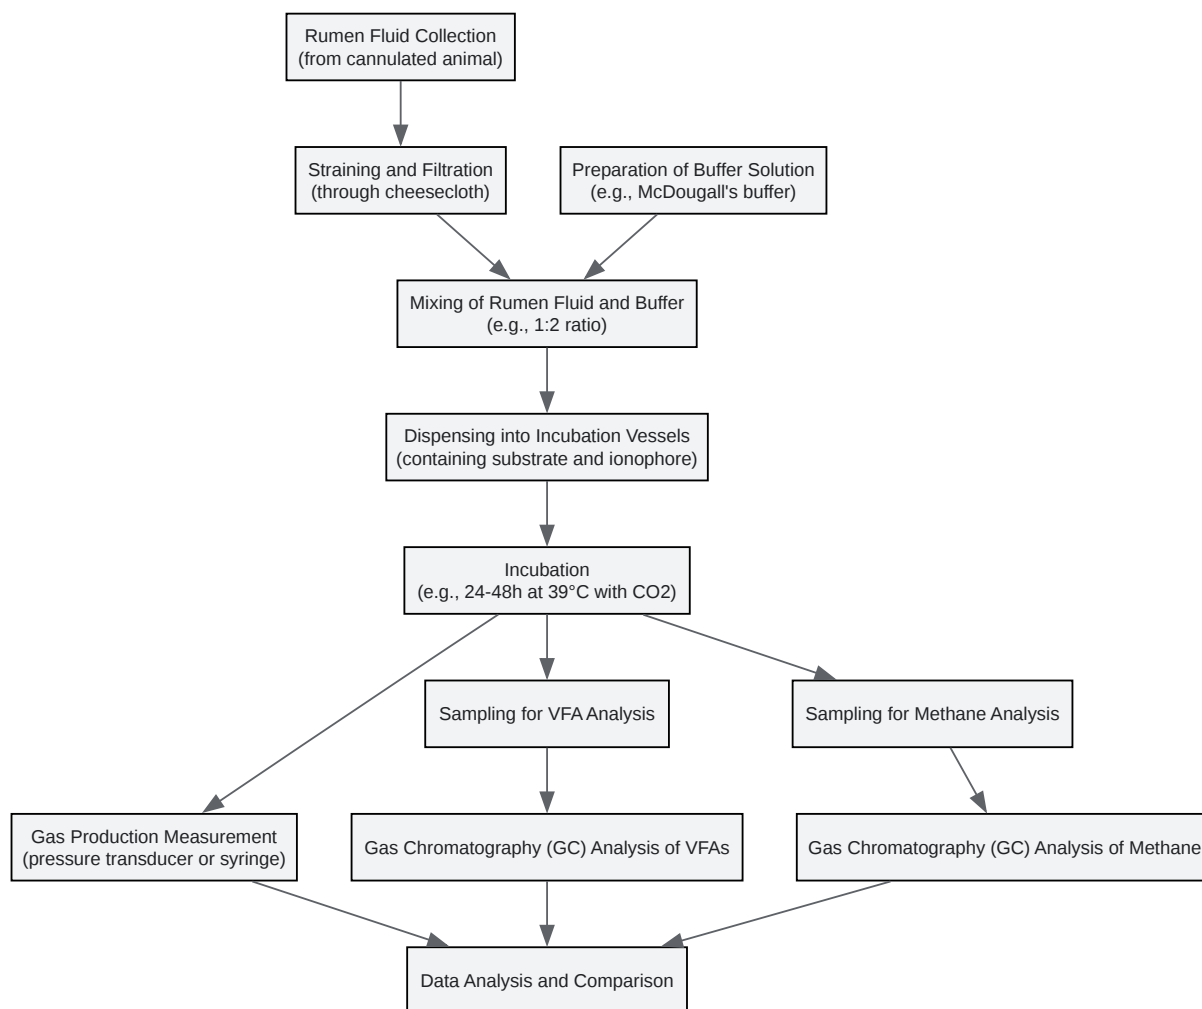 Rumen Fluid Collection
(from cannulated animal)
Straining and Filtration
(through cheesecloth)
Preparation of Buffer Solution
(e.g., McDougall's buffer)
Mixing of Rumen Fluid and Buffer
(e.g., 1:2 ratio)
Dispensing into Incubation Vessels
(containing substrate and ionophore)
Incubation
(e.g., 24-48h at 39°C with CO2)
Sampling for VFA Analysis
Sampling for Methane Analysis
Gas Production Measurement
(pressure transducer or syringe)
Gas Chromatography (GC) Analysis of VFAs
Gas Chromatography (GC) Analysis of Methane
Data Analysis and Comparison